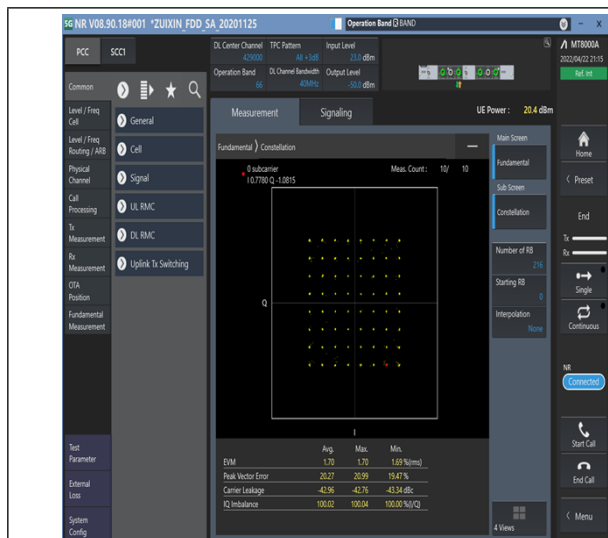 5G NR V08.90.18#001 *ZUIXIN_FDD_SA_20201125
Operation Band @ BAND
PCC SCC1
DL Center Channel TPC Pattern Input Level
429000 All +3dB 23.0 dBm
Operation Band DL Channel Bandwidth Output Level
66 40MHz -50.0 dBm
MT8000A
2022/04/22 21:15
Ref. Int
Common
Level / Freq
Cell
Level / Freq
Routing / ARB
Physical
Channel
Call
Processing
Tx
Measurement
Rx
Measurement
OTA
Position
Fundamental
Measurement
Test
Parameter
External
Loss
System
Config
General
Cell
Signal
UL RMC
DL RMC
Uplink Tx Switching
Measurement Signaling
UE Power : 20.4 dBm
Fundamental Constellation
0 subcarrier Meas. Count : 10/ 10
I 0.7780 Q -1.0815
Q
I
Avg. Max. Min.
EVM 1.70 1.70 1.69 %(rms)
Peak Vector Error 20.27 20.99 19.47 %
Carrier Leakage -42.96 -42.76 -43.34 dBc
IQ Imbalance 100.02 100.04 100.00 %(I/Q)
Main Screen
Fundamental
Sub Screen
Constellation
Number of RB
216
Starting RB
0
Interpolation
None
4 Views
Home
Preset
End
Tx
Rx
Single
Continuous
NR
Connected
Start Call
End Call
Menu